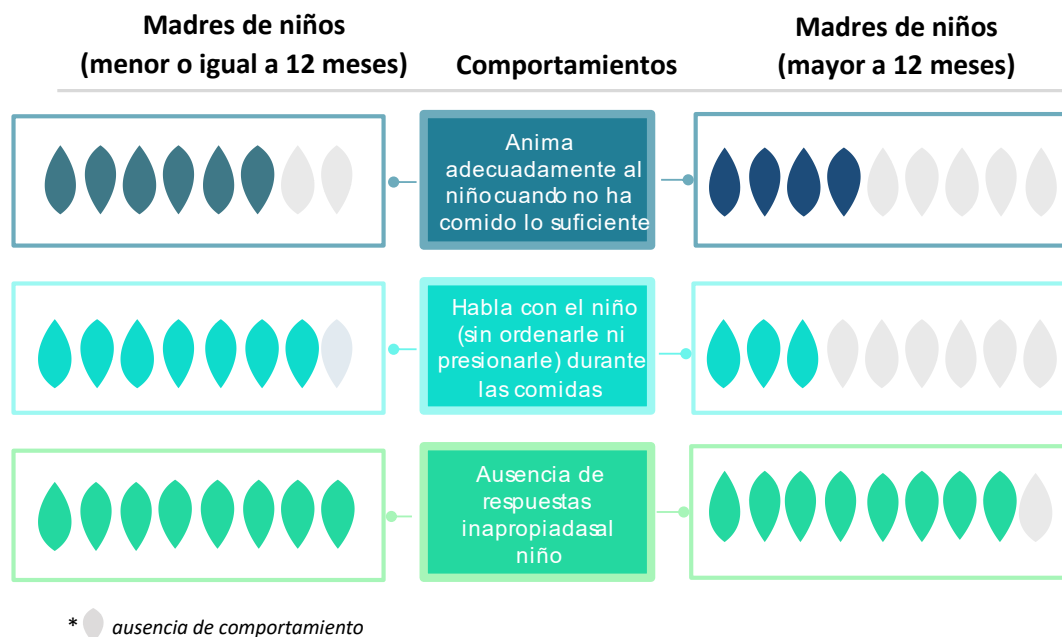 Madres de niños
(menor o igual a 12 meses)
Comportamientos
Madres de niños
(mayor a 12 meses)
Anima
adecuadamente al
niñocuando no ha
comido lo suficiente
Habla con el niño
(sin ordenarle ni
presionarle) durante
las comidas
Ausencia de
respuestas
inapropiadasal
niño
* ausencia de comportamiento